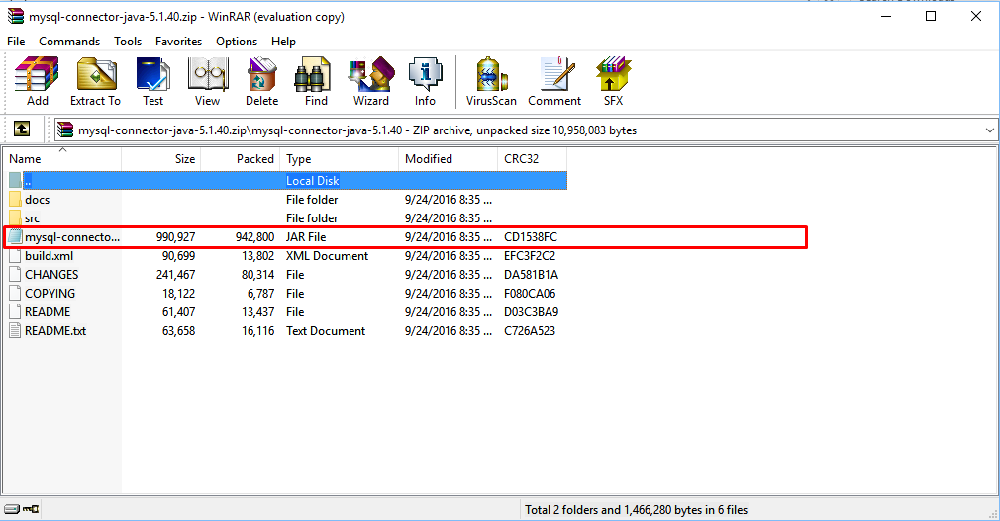 mysql-connector-java-5.1.40.zip - WinRAR (evaluation copy)
File Commands Tools Favorites Options Help
Add Extract To Test View Delete Find Wizard Info VirusScan Comment SFX
mysql-connector-java-5.1.40.zip\mysql-connector-java-5.1.40 - ZIP archive, unpacked size 10,958,083 bytes
Name Size Packed Type Modified CRC32
.. Local Disk
docs File folder 9/24/2016 8:35 ...
src File folder 9/24/2016 8:35 ...
mysql-connecto... 990,927 942,800 JAR File 9/24/2016 8:35 ... CD1538FC
build.xml 90,699 13,802 XML Document 9/24/2016 8:35 ... EFC3F2C2
CHANGES 241,467 80,314 File 9/24/2016 8:35 ... DA581B1A
COPYING 18,122 6,787 File 9/24/2016 8:35 ... F080CA06
README 61,407 13,437 File 9/24/2016 8:35 ... D03C3BA9
README.txt 63,658 16,116 Text Document 9/24/2016 8:35 ... C726A523
Total 2 folders and 1,466,280 bytes in 6 files